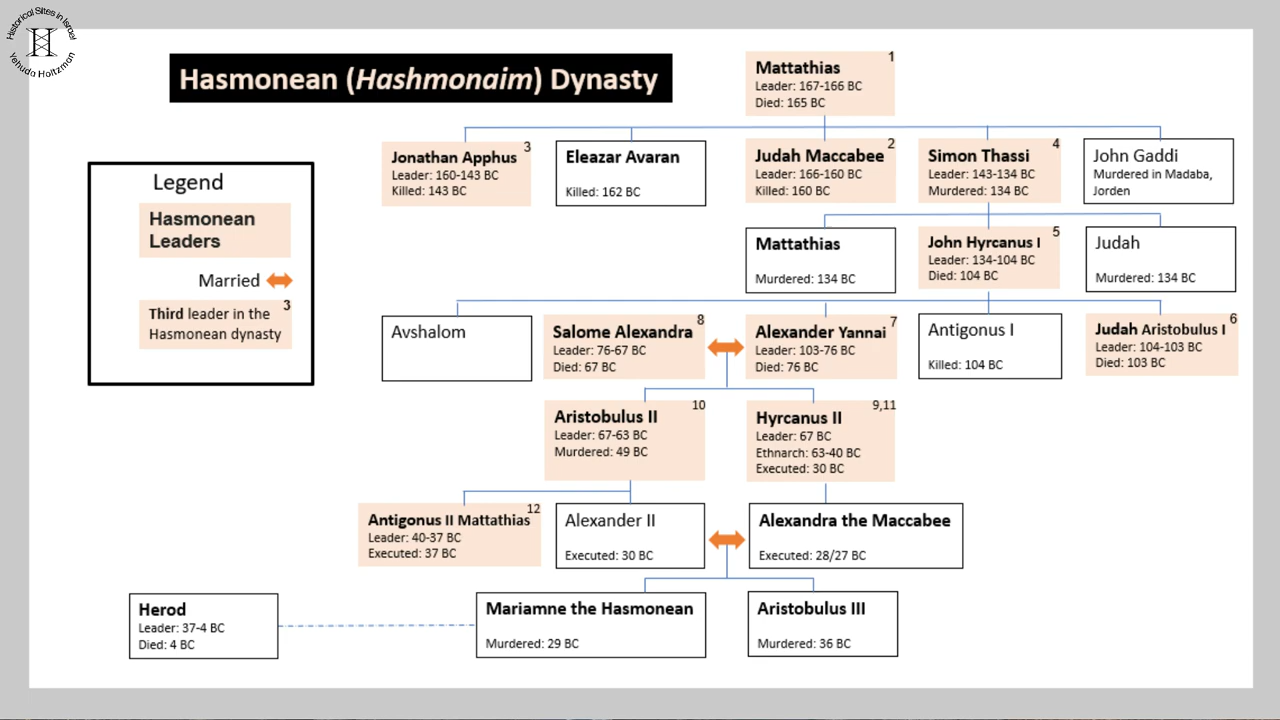 Historical Sites in Israel
Yehuda Holtzman
Hasmonean (Hashmonaim) Dynasty
Mattathias
1
Leader: 167-166 BC
Died: 165 BC
Jonathan Apphus
3
Leader: 160-143 BC
Killed: 143 BC
Eleazar Avaran
Killed: 162 BC
Judah Maccabee
2
Leader: 166-160 BC
Killed: 160 BC
Simon Thassi
4
Leader: 143-134 BC
Murdered: 134 BC
John Gaddi
Murdered in Madaba,
Jorden
Legend
Hasmonean
Leaders
Married
Third leader in the
3
Hasmonean dynasty
Mattathias
Murdered: 134 BC
John Hyrcanus I
5
Leader: 134-104 BC
Died: 104 BC
Judah
Murdered: 134 BC
Avshalom
Salome Alexandra
8
Leader: 76-67 BC
Died: 67 BC
Alexander Yannai
7
Leader: 103-76 BC
Died: 76 BC
Antigonus I
Killed: 104 BC
Judah Aristobulus I
6
Leader: 104-103 BC
Died: 103 BC
Aristobulus II
10
Leader: 67-63 BC
Murdered: 49 BC
Hyrcanus II
9,11
Leader: 67 BC
Ethnarch: 63-40 BC
Executed: 30 BC
Antigonus II Mattathias
12
Leader: 40-37 BC
Executed: 37 BC
Alexander II
Executed: 30 BC
Alexandra the Maccabee
Executed: 28/27 BC
Herod
Leader: 37-4 BC
Died: 4 BC
Mariamne the Hasmonean
Murdered: 29 BC
Aristobulus III
Murdered: 36 BC